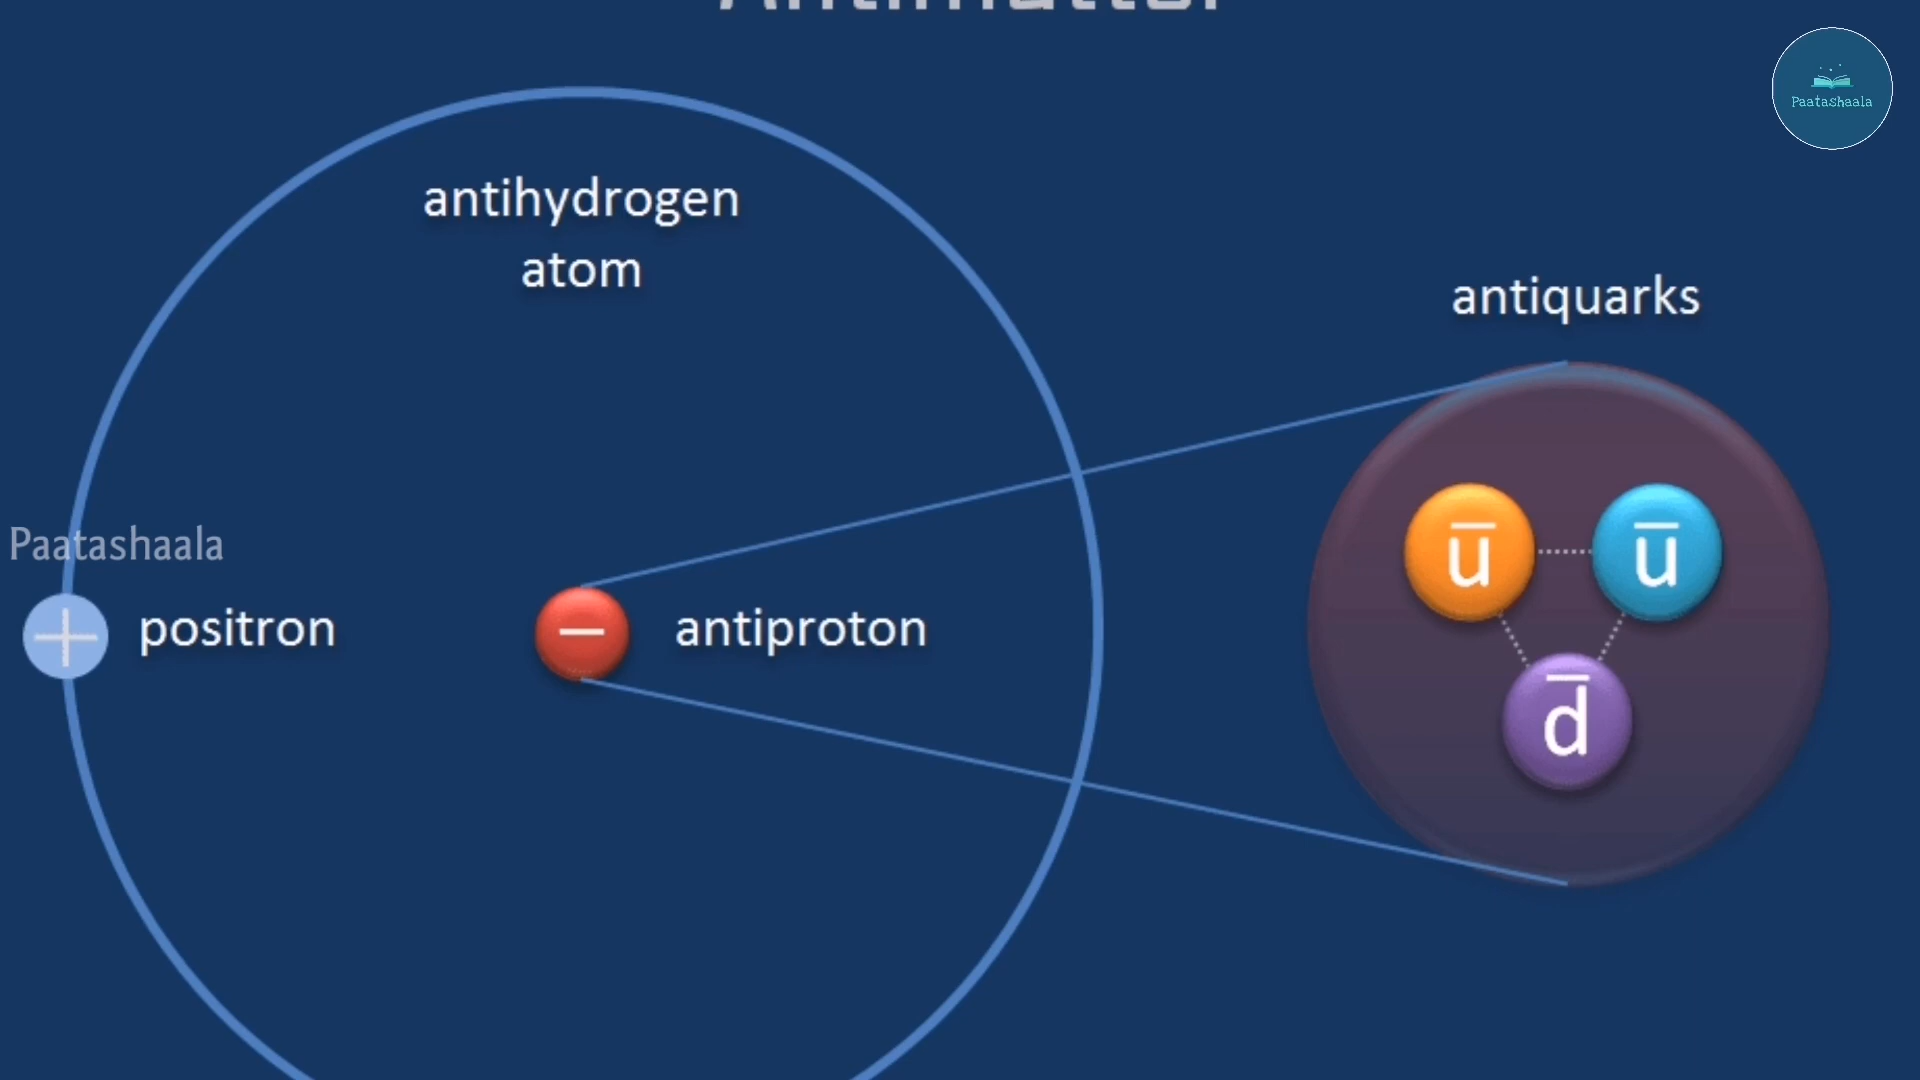 Paatashaala
antihydrogen
atom
antiquarks
u̅
u̅
Paatashaala
positron
antiproton
d̅